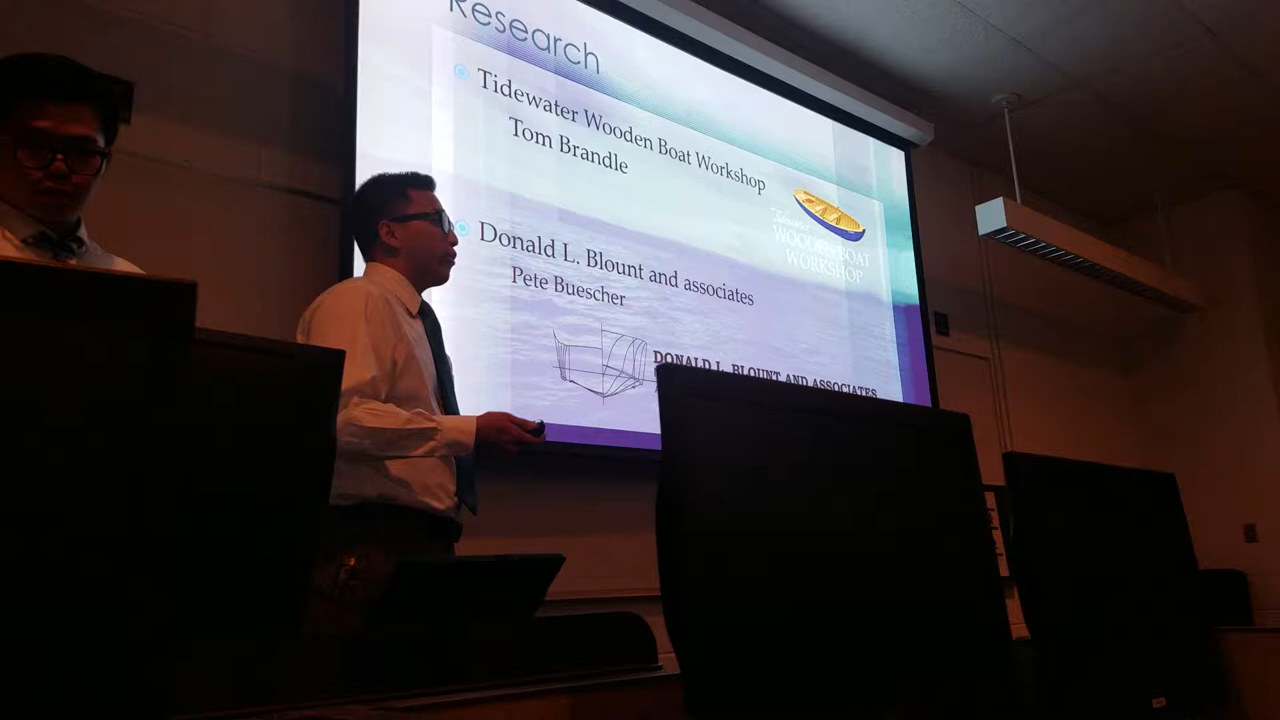 Research
Tidewater Wooden Boat Workshop
Tom Brandle
Tidewater
WOODEN BOAT
WORKSHOP
Donald L. Blount and associates
Pete Buescher
DONALD L. BLOUNT AND ASSOCIATES